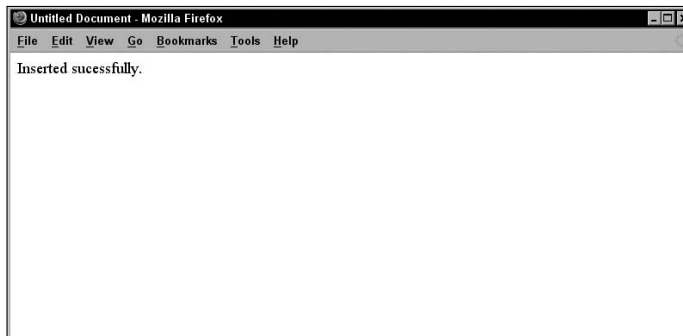 Untitled Document - Mozilla Firefox
File Edit View Go Bookmarks Tools Help
Inserted sucessfully.